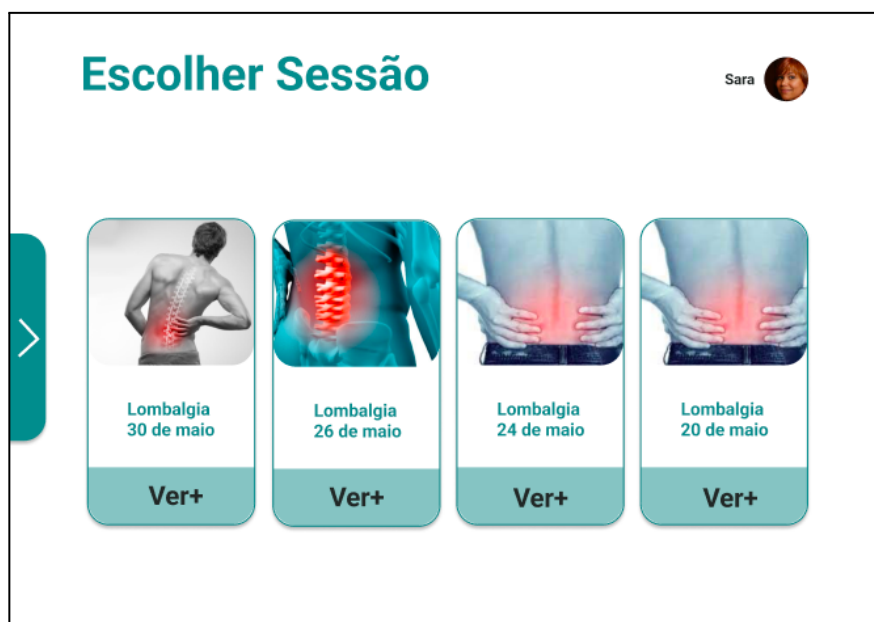 Escolher Sessão
Sara
Lombalgia
30 de maio
Ver+
Lombalgia
26 de maio
Ver+
Lombalgia
24 de maio
Ver+
Lombalgia
20 de maio
Ver+